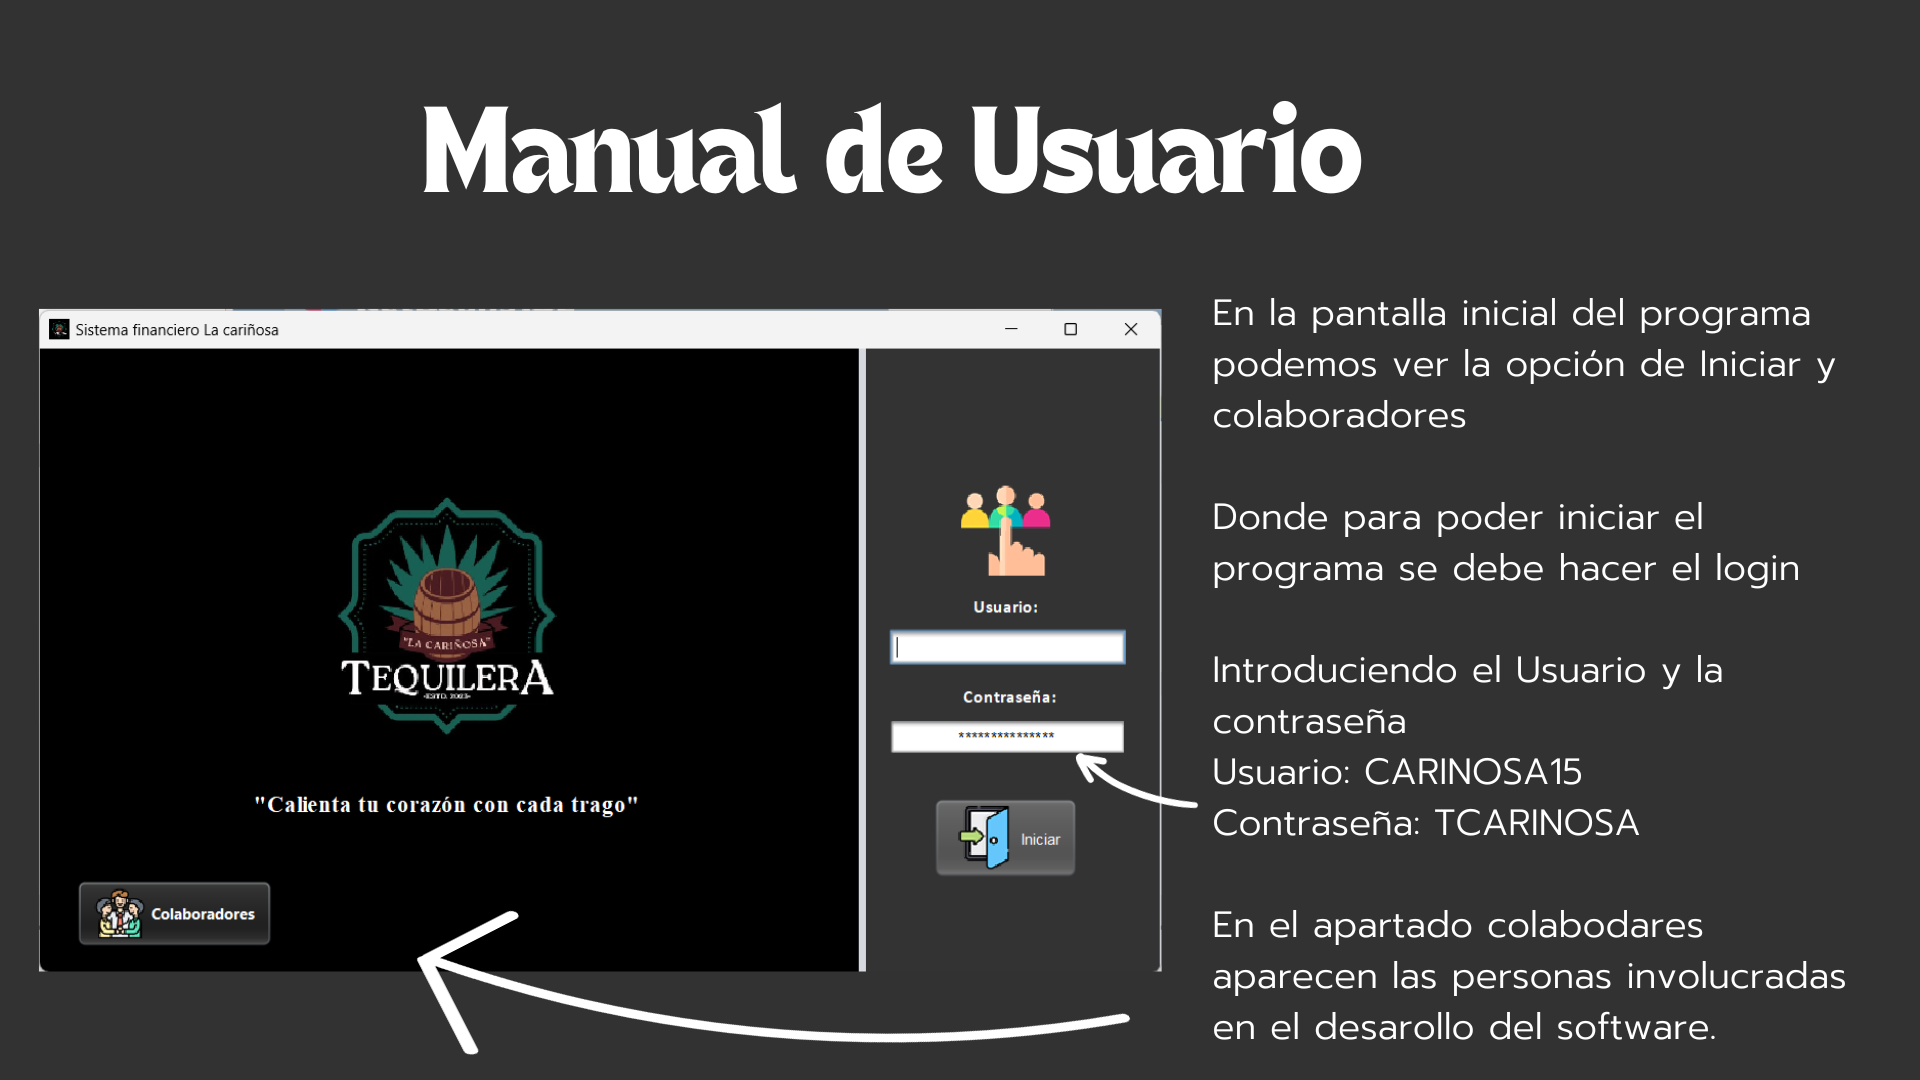 Manual de Usuario
Sistema financiero La cariñosa
"LA CARIÑOSA"
TEQUILERA
-ESTD. 2023-
"Calienta tu corazón con cada trago"
Colaboradores
Usuario:
Contraseña:
***************
Iniciar
En la pantalla inicial del programa
podemos ver la opción de Iniciar y
colaboradores
Donde para poder iniciar el
programa se debe hacer el login
Introduciendo el Usuario y la
contraseña
Usuario: CARINOSA15
Contraseña: TCARINOSA
En el apartado colabodares
aparecen las personas involucradas
en el desarollo del software.